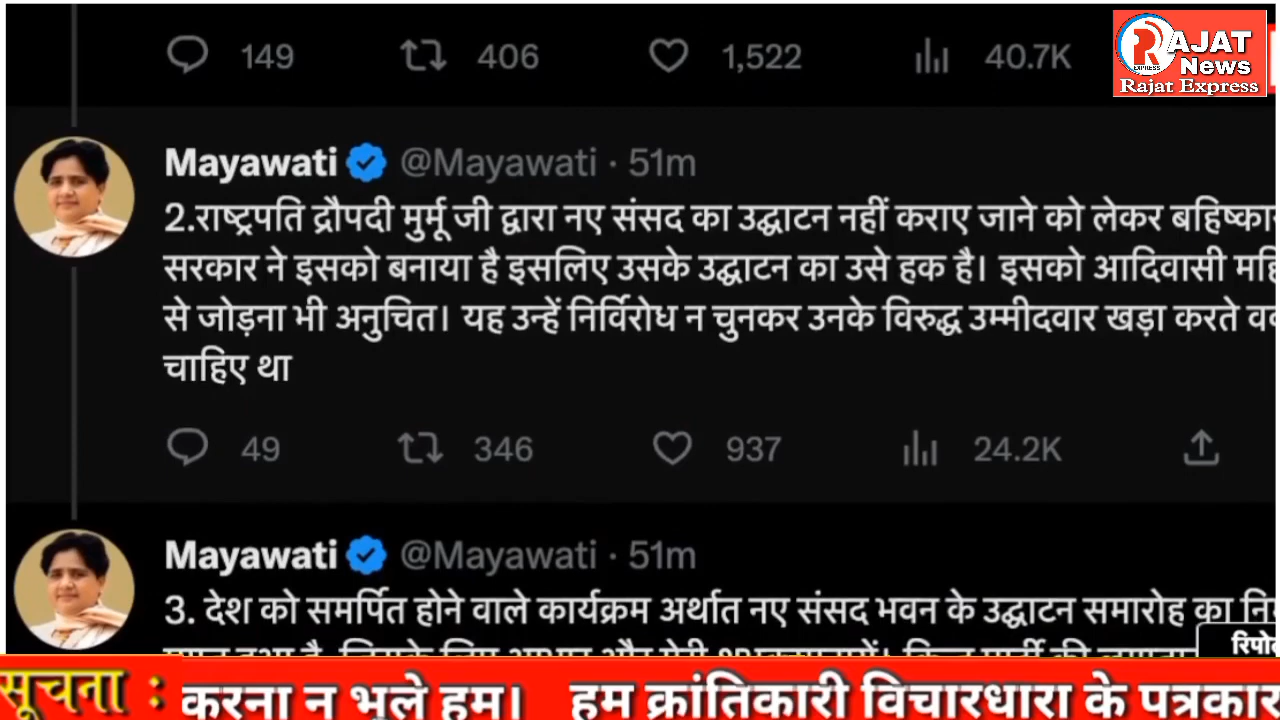 149 406 1,522 40.7K
RAJAT
News
EXPRESS
Rajat Express
Mayawati @Mayawati · 51m
2.राष्ट्रपति द्रौपदी मुर्मू जी द्वारा नए संसद का उद्घाटन नहीं कराए जाने को लेकर
सरकार ने इसको बनाया है इसलिए उसके उद्घाटन का उसे हक है। इसको आदिवासी
से जोड़ना भी अनुचित। यह उन्हें निर्विरोध न चुनकर उनके विरुद्ध उम्मीदवार खड़ा करते
चाहिए था
49 346 937 24.2K
Mayawati @Mayawati · 51m
3. देश को समर्पित होने वाले कार्यक्रम अर्थात नए संसद भवन के उद्घाटन समारोह का
सूचना : करना न भूले हम। हम क्रांतिकारी विचारधारा के पत्रकार